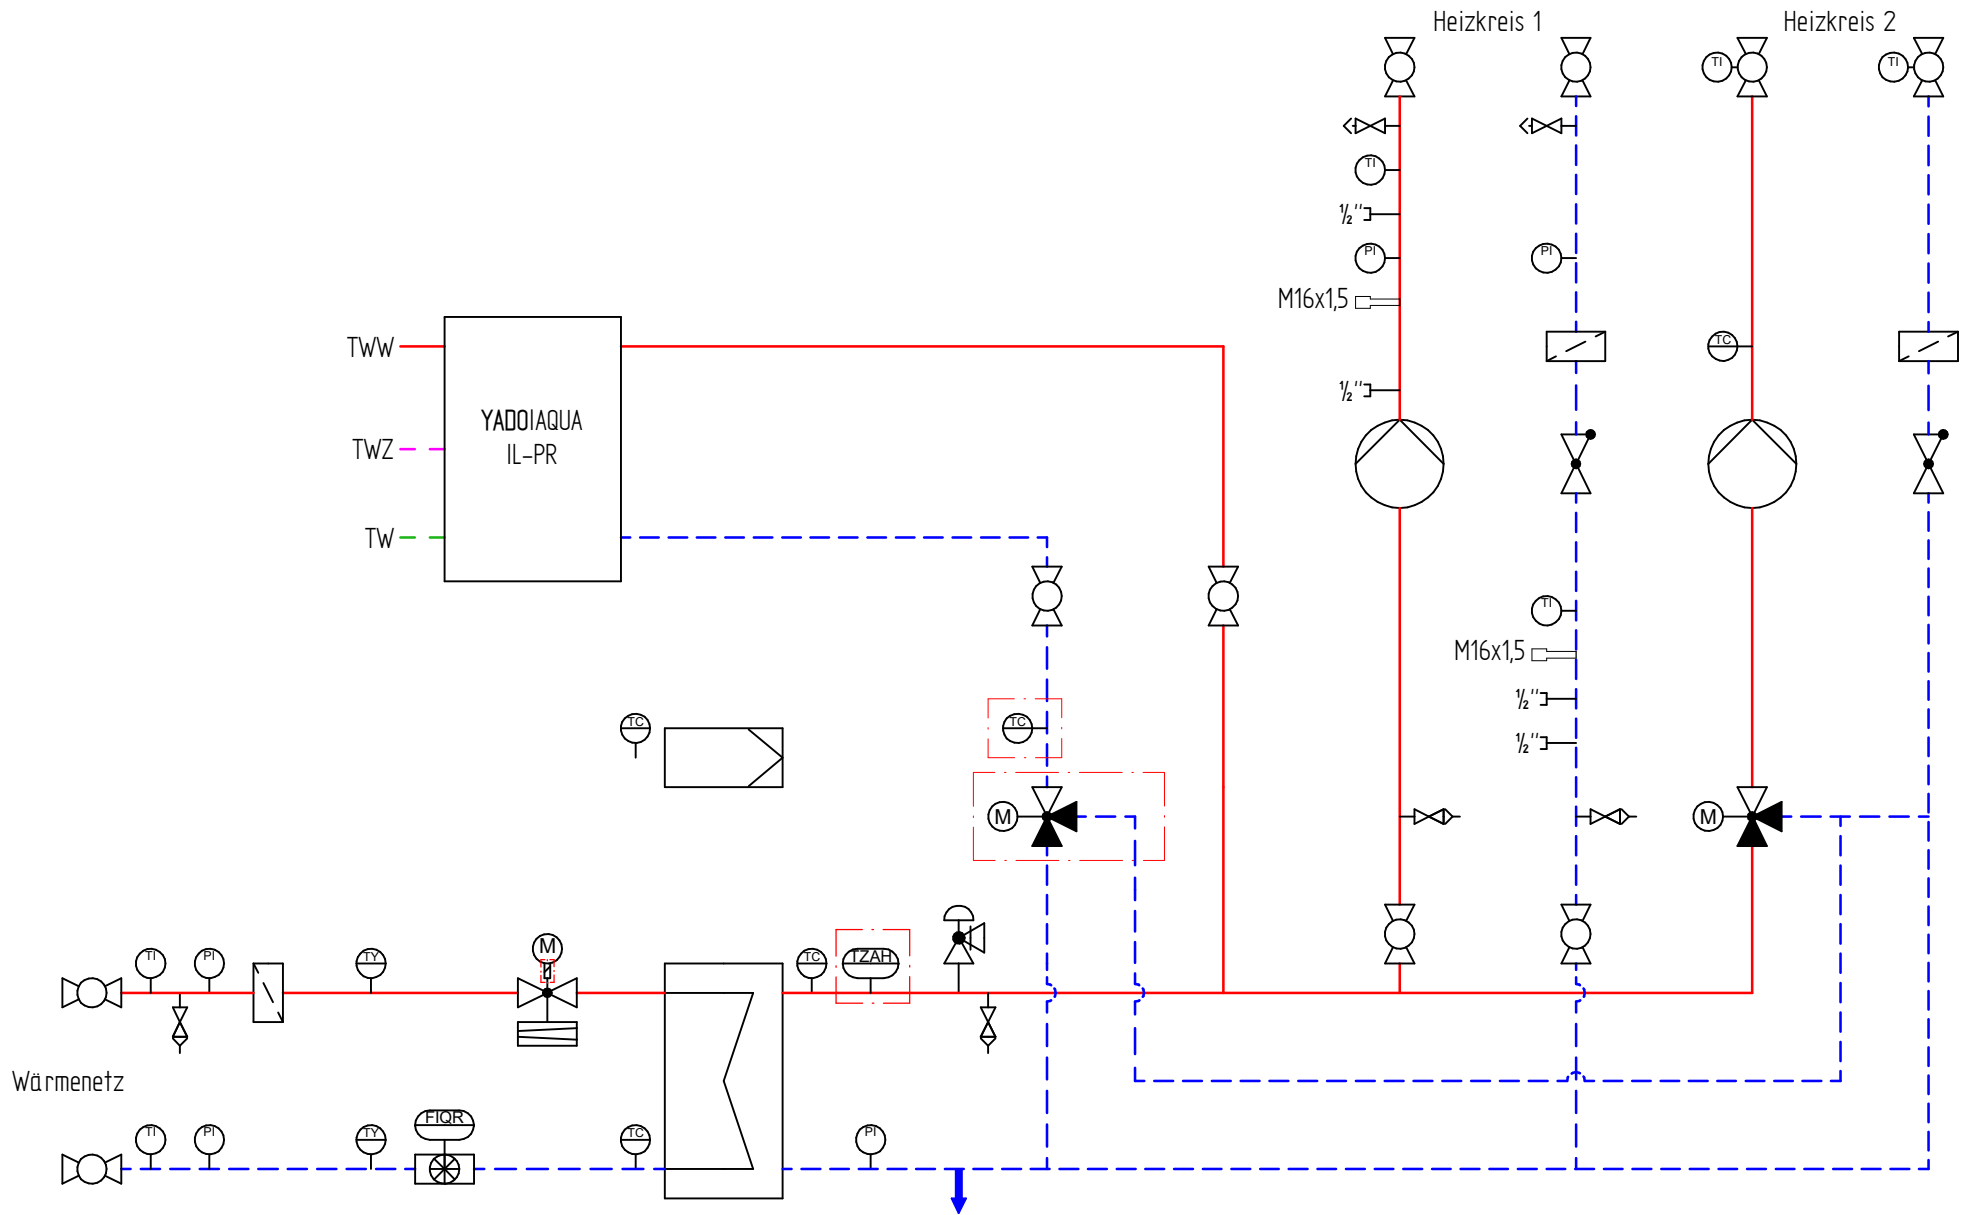 Heizkreis 1
Heizkreis 2
TI
TI
TI
½"
PI
PI
M16x1,5
TWW
TC
½"
YADO|AQUA
IL-PR
TWZ
TW
TI
M16x1,5
½"
TC
TC
½"
M
M
M
TI
PI
TY
TC
TZAH
Wärmenetz
FIQR
TI
PI
TY
TC
PI